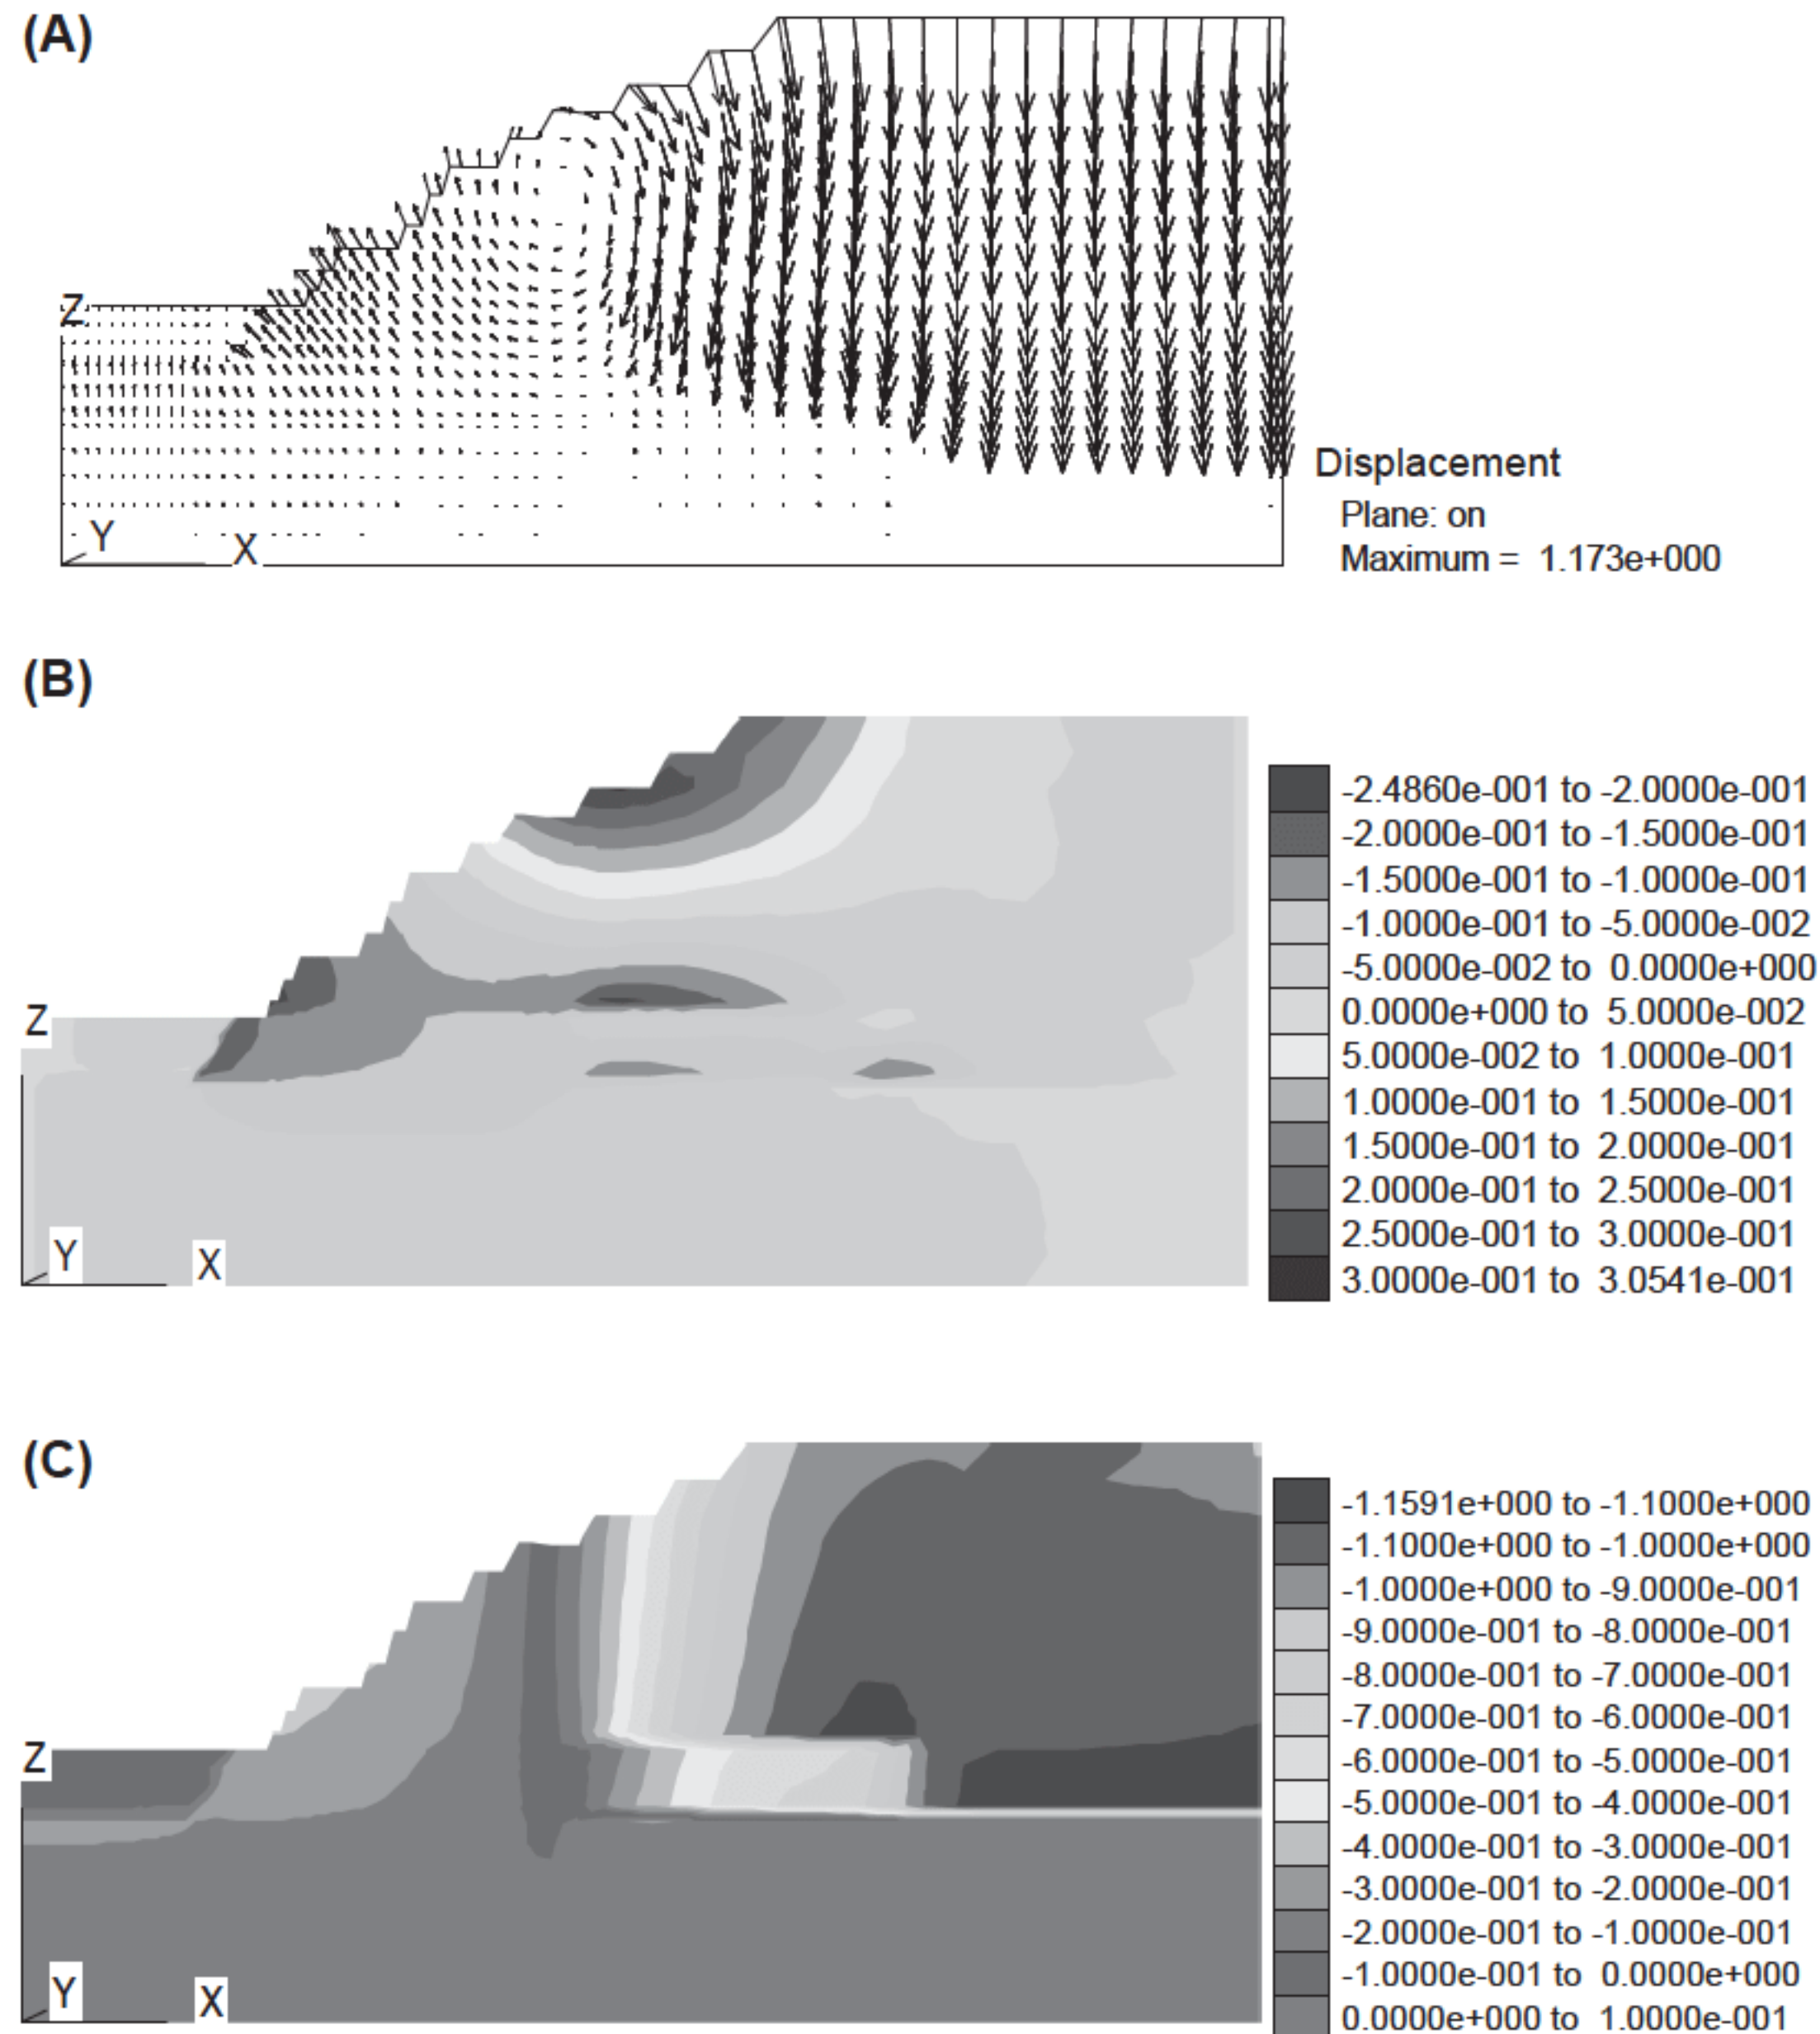 (A)
Z
Y
X
Displacement
Plane: on
Maximum = 1.173e+000
(B)
Z
Y
X
-2.4860e-001 to -2.0000e-001
-2.0000e-001 to -1.5000e-001
-1.5000e-001 to -1.0000e-001
-1.0000e-001 to -5.0000e-002
-5.0000e-002 to 0.0000e+000
0.0000e+000 to 5.0000e-002
5.0000e-002 to 1.0000e-001
1.0000e-001 to 1.5000e-001
1.5000e-001 to 2.0000e-001
2.0000e-001 to 2.5000e-001
2.5000e-001 to 3.0000e-001
3.0000e-001 to 3.0541e-001
(C)
Z
Y
X
-1.1591e+000 to -1.1000e+000
-1.1000e+000 to -1.0000e+000
-1.0000e+000 to -9.0000e-001
-9.0000e-001 to -8.0000e-001
-8.0000e-001 to -7.0000e-001
-7.0000e-001 to -6.0000e-001
-6.0000e-001 to -5.0000e-001
-5.0000e-001 to -4.0000e-001
-4.0000e-001 to -3.0000e-001
-3.0000e-001 to -2.0000e-001
-2.0000e-001 to -1.0000e-001
-1.0000e-001 to 0.0000e+000
0.0000e+000 to 1.0000e-001